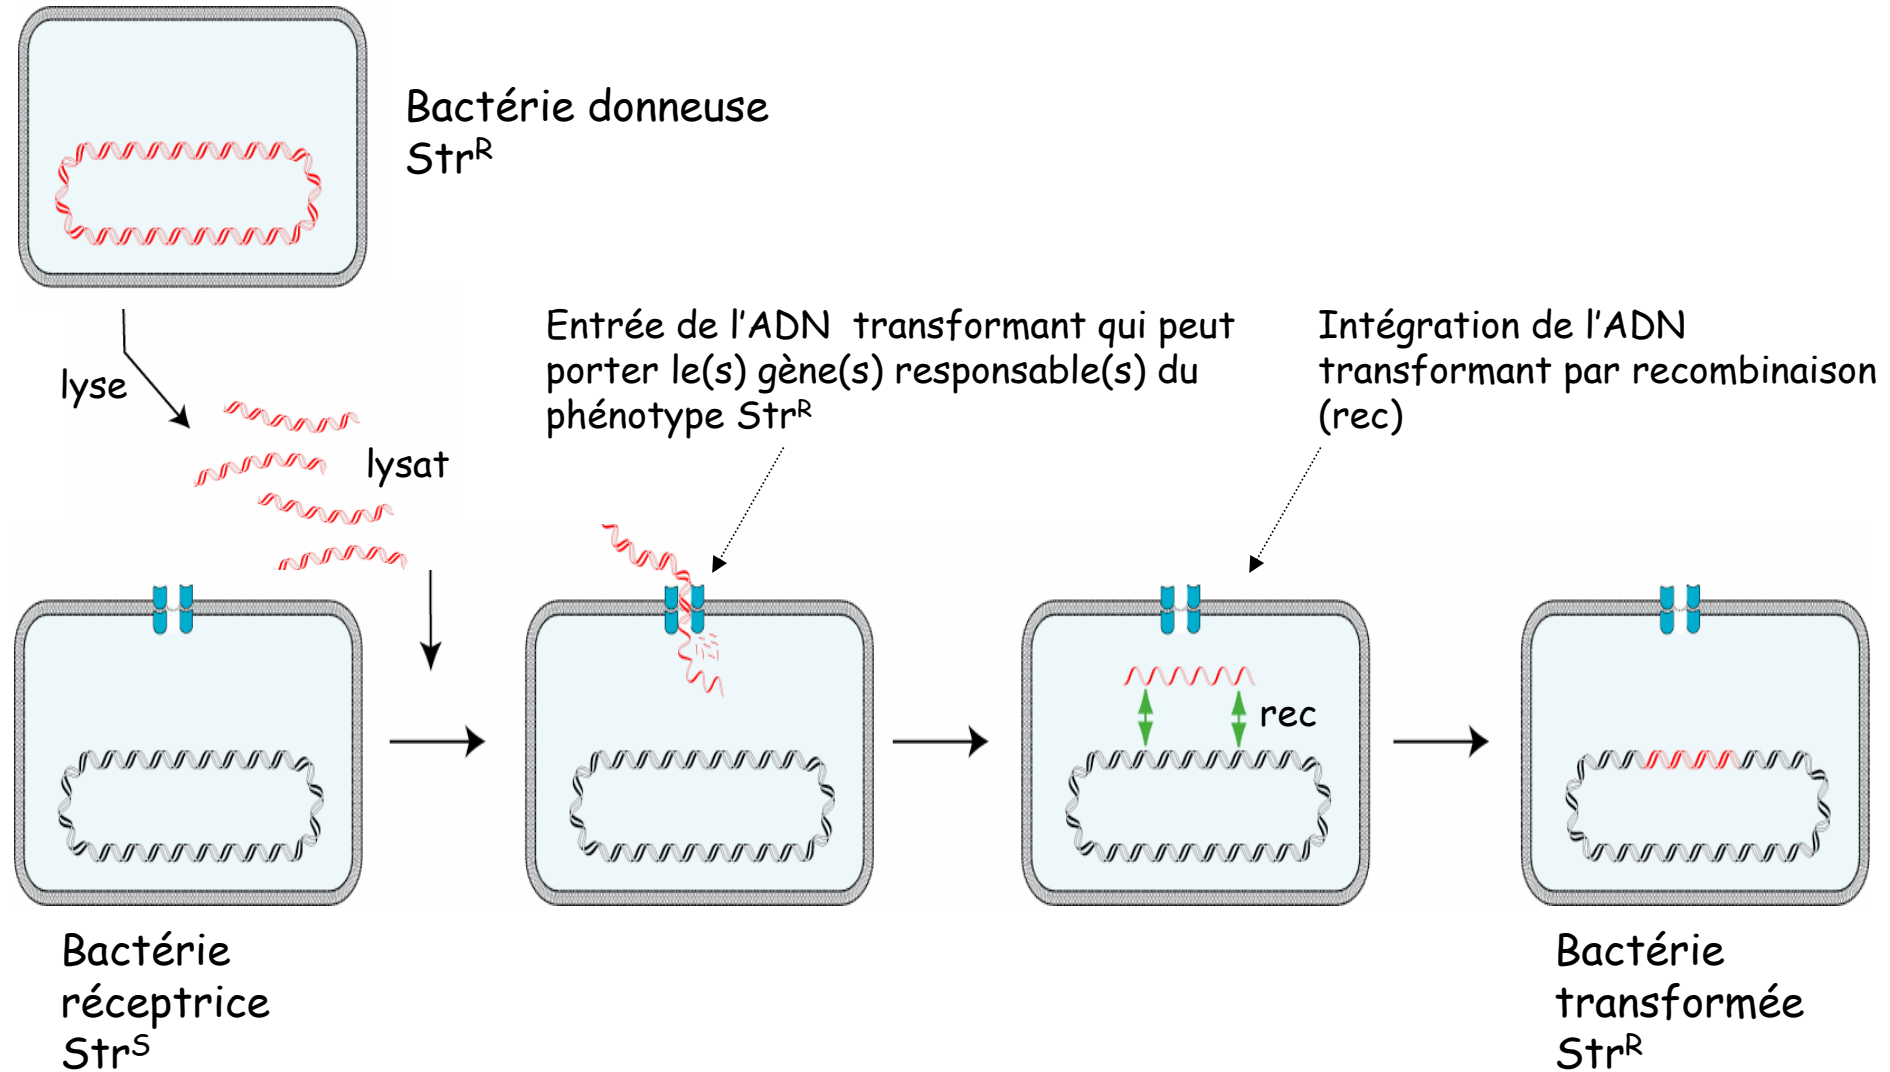 Bactérie donneuse
Strᴿ
lyse
lysat
Entrée de l'ADN transformant qui peut
porter le(s) gène(s) responsable(s) du
phénotype Strᴿ
Intégration de l'ADN
transformant par recombinaison
(rec)
rec
Bactérie
réceptrice
Strˢ
Bactérie
transformée
Strᴿ